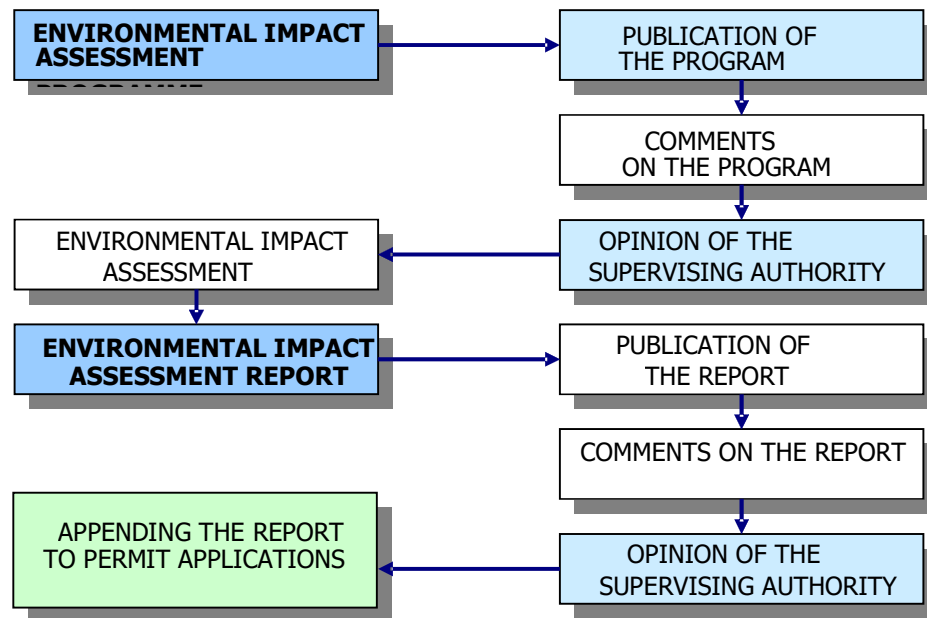 ENVIRONMENTAL IMPACT
ASSESSMENT
PUBLICATION OF
THE PROGRAM
COMMENTS
ON THE PROGRAM
ENVIRONMENTAL IMPACT
ASSESSMENT
OPINION OF THE
SUPERVISING AUTHORITY
ENVIRONMENTAL IMPACT
ASSESSMENT REPORT
PUBLICATION OF
THE REPORT
COMMENTS ON THE REPORT
APPENDING THE REPORT
TO PERMIT APPLICATIONS
OPINION OF THE
SUPERVISING AUTHORITY